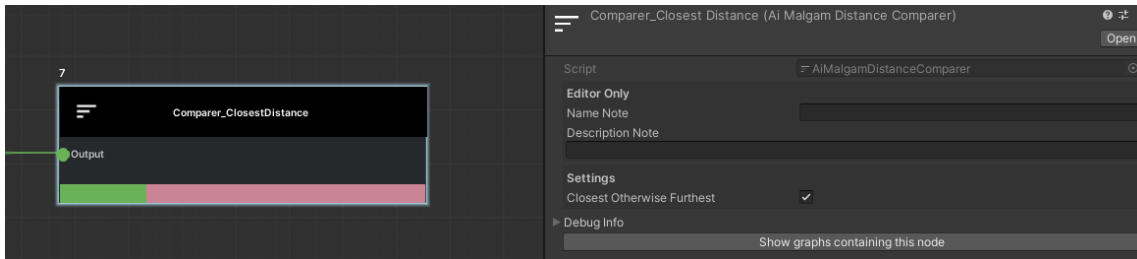 7
Comparer_ClosestDistance
Output
Comparer_Closest Distance (Ai Malgam Distance Comparer)
Open
Script
AiMalgamDistanceComparer
Editor Only
Name Note
Description Note
Settings
Closest Otherwise Furthest
Debug Info
Show graphs containing this node